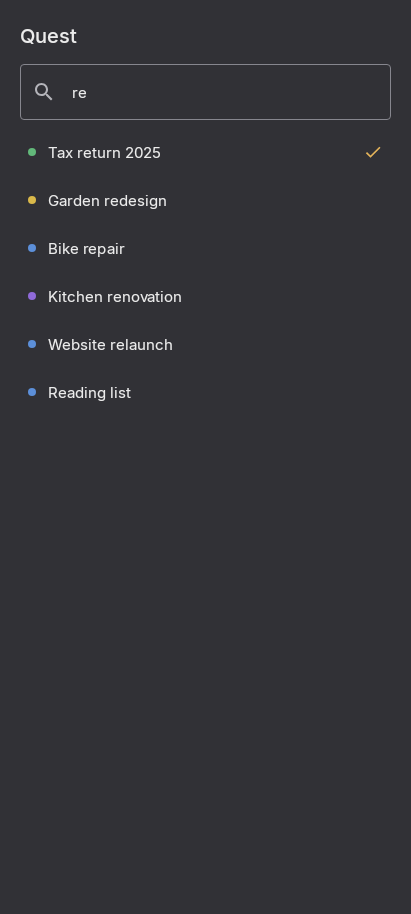 Quest
re
Tax return 2025
Garden redesign
Bike repair
Kitchen renovation
Website relaunch
Reading list